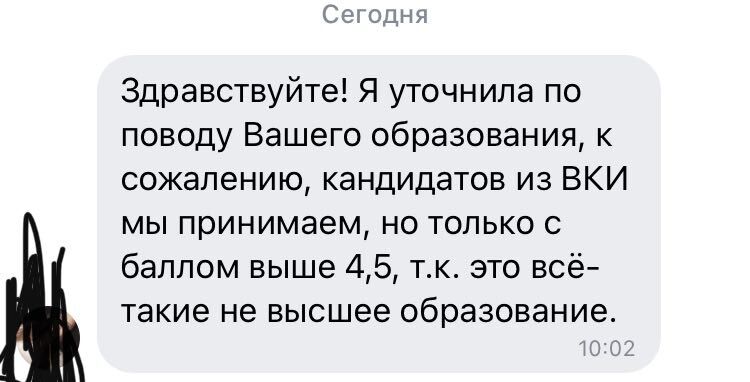 Сегодня
Здравствуйте! Я уточнила по
поводу Вашего образования, к
сожалению, кандидатов из ВКИ
мы принимаем, но только с
баллом выше 4,5, т.к. это всё-
такие не высшее образование.
10:02